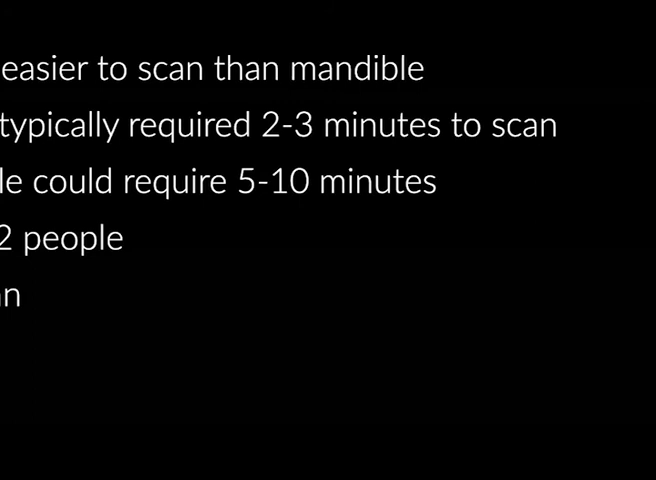 easier to scan than mandible
typically required 2-3 minutes to scan
le could require 5-10 minutes
2 people
n